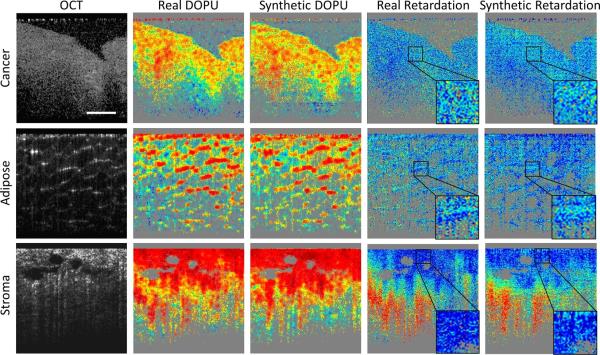 OCT Real DOPU Synthetic DOPU Real Retardation Synthetic Retardation
Cancer
Adipose
Stroma